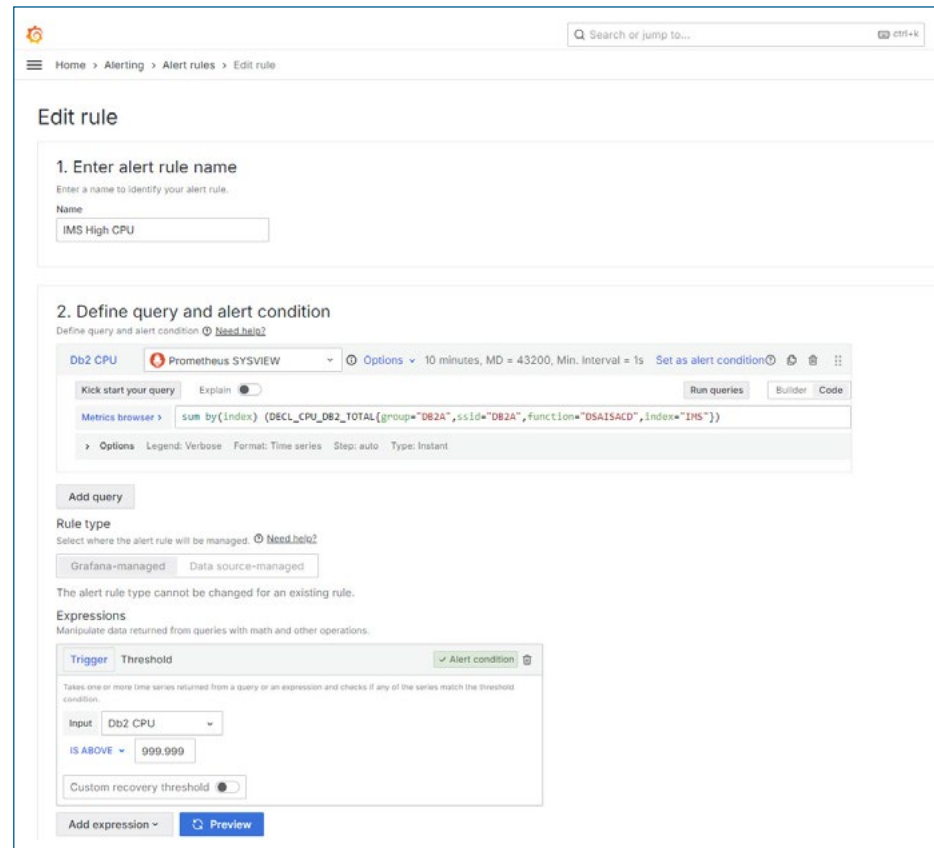 Search or jump to... ctrl+k
Home > Alerting > Alert rules > Edit rule
Edit rule
1. Enter alert rule name
Enter a name to identify your alert rule.
Name
IMS High CPU
2. Define query and alert condition
Define query and alert condition Need help?
Db2 CPU Prometheus SYSVIEW Options 10 minutes, MD = 43200, Min. Interval = 1s Set as alert condition
Kick start your query Explain Run queries Builder Code
Metrics browser > sum by(index) (DECL_CPU_DB2_TOTAL{group="DB2A",ssid="DB2A",function="DSAISACD",index="IMS"})
> Options Legend: Verbose Format: Time series Step: auto Type: Instant
Add query
Rule type
Select where the alert rule will be managed. Need help?
Grafana-managed Data source-managed
The alert rule type cannot be changed for an existing rule.
Expressions
Manipulate data returned from queries with math and other operations.
Trigger Threshold Alert condition
Takes one or more time series returned from a query or an expression and checks if any of the series match the threshold
condition.
Input Db2 CPU
IS ABOVE 999.999
Custom recovery threshold
Add expression Preview